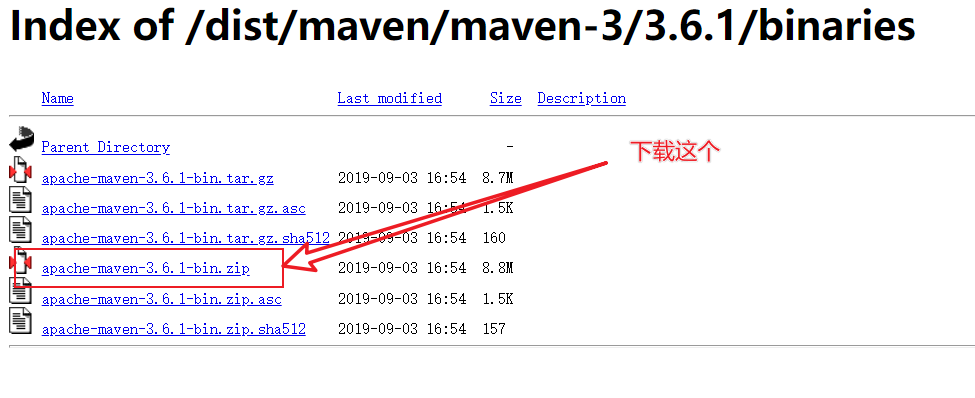 Index of /dist/maven/maven-3/3.6.1/binaries
Name Last modified Size Description
Parent Directory -
下载这个
apache-maven-3.6.1-bin.tar.gz 2019-09-03 16:54 8.7M
apache-maven-3.6.1-bin.tar.gz.asc 2019-09-03 16:54 1.5K
apache-maven-3.6.1-bin.tar.gz.sha512 2019-09-03 16:54 160
apache-maven-3.6.1-bin.zip 2019-09-03 16:54 8.8M
apache-maven-3.6.1-bin.zip.asc 2019-09-03 16:54 1.5K
apache-maven-3.6.1-bin.zip.sha512 2019-09-03 16:54 157